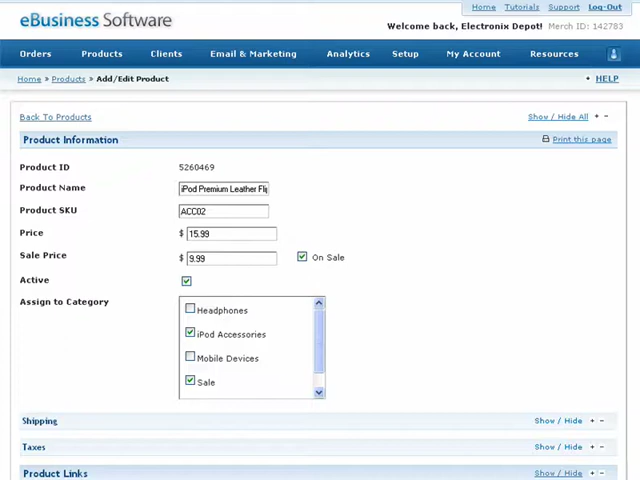 Home Tutorials Support Log-Out
eBusiness Software
Welcome back, Electronix Depot! Merch ID: 142783
Orders Products Clients Email & Marketing Analytics Setup My Account Resources
Home » Products » Add/Edit Product
+ HELP
Back To Products
Show / Hide All + −
Product Information
Print this page
Product ID 5260469
Product Name iPod Premium Leather Flip
Product SKU ACC02
Price $ 15.99
Sale Price $ 9.99 On Sale
Active
Assign to Category
Headphones
iPod Accessories
Mobile Devices
Sale
Shipping Show / Hide + −
Taxes Show / Hide + −
Product Links Show / Hide + −